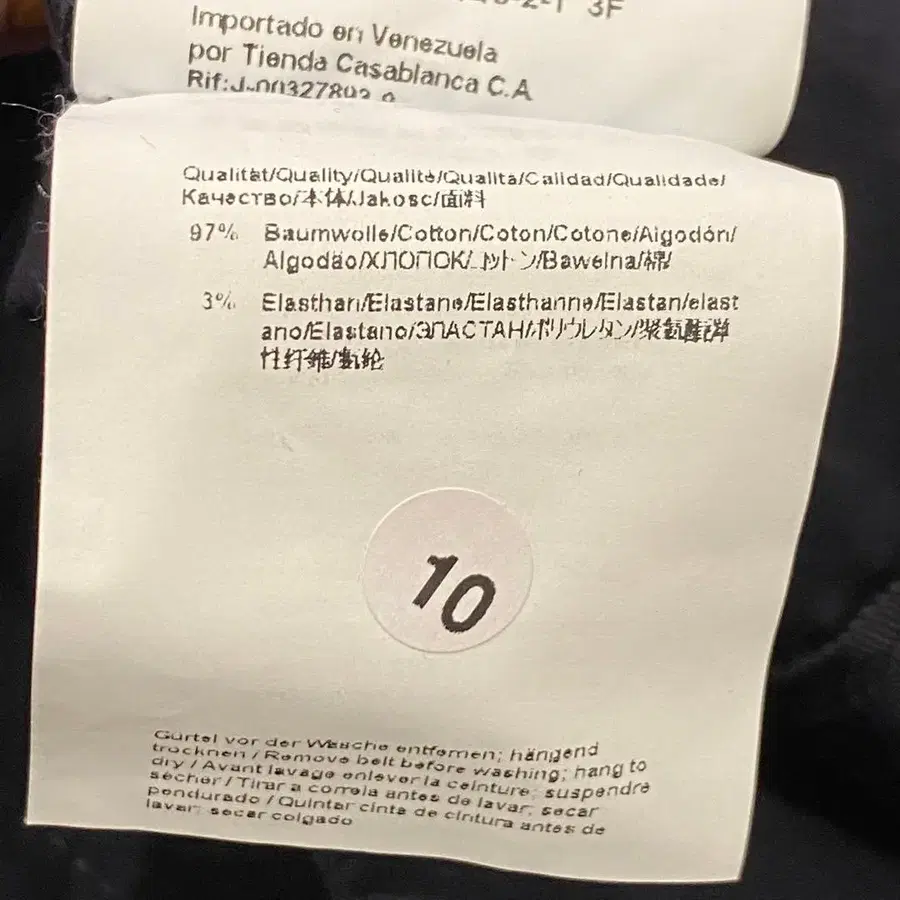 3F
Importado en Venezuela
por Tienda Casablanca C.A
Rif:J-00327892-9
Qualität/Quality/Qualité/Qualità/Calidad/Qualidade/
Качество/本体/Jakosc/面料
97% Baumwolle/Cotton/Coton/Cotone/Algodón/
Algodão/ХЛОПОК/コットン/Bawełna/棉/
3% Elasthan/Elastane/Elasthanne/Elastan/elast
ano/Elastano/ЭЛАСТАН/ポリウレタン/聚氨酯弹
性纤维/氨纶
10
Gürtel vor der Wäsche entfernen; hängend
trocknen / Remove belt before washing; hang to
dry / Avant lavage enlever la ceinture; suspendre
sécher / Tirar a correia antes de lavar; secar
pendurado / Quintar cinta de cintura antes de
lavar; secar colgado